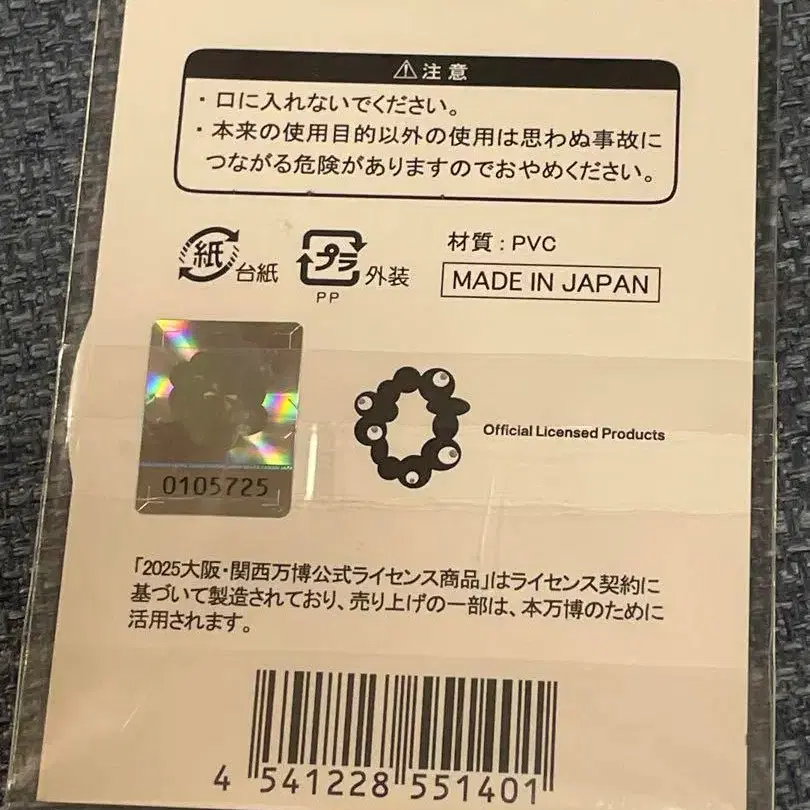 ⚠注意
・口に入れないでください。
・本来の使用目的以外の使用は思わぬ事故に
つながる危険がありますのでおやめください。
紙 台紙
プラ 外装
PP
材質：PVC
MADE IN JAPAN
0105725
Official Licensed Products
「2025大阪・関西万博公式ライセンス商品」はライセンス契約に
基づいて製造されており、売り上げの一部は、本万博のために
活用されます。
4 541228 551401